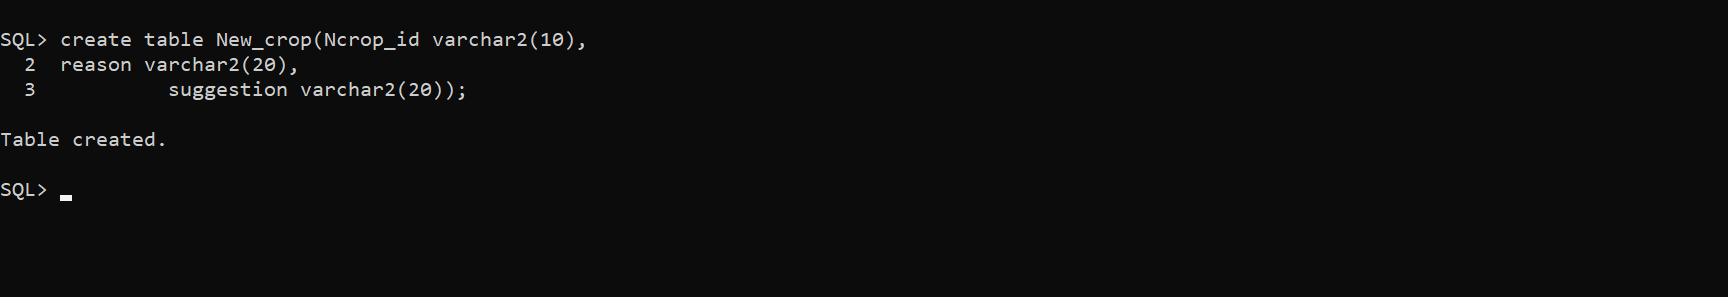 SQL> create table New_crop(Ncrop_id varchar2(10),
  2  reason varchar2(20),
  3           suggestion varchar2(20));
Table created.
SQL>